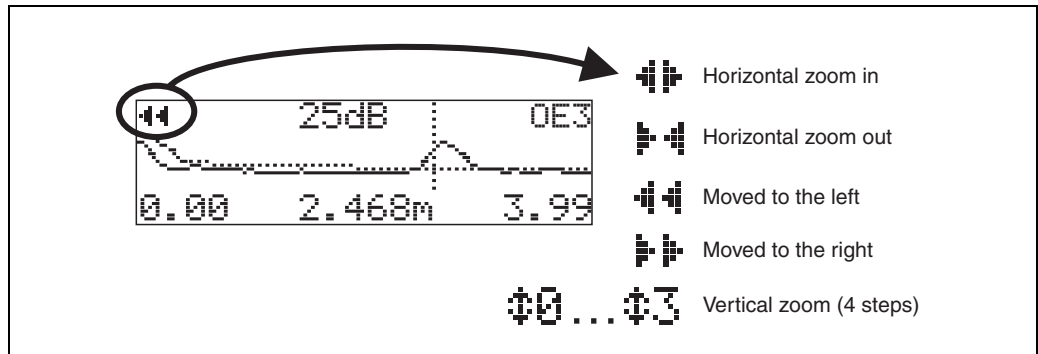 Horizontal zoom in
25dB OE3
Horizontal zoom out
Moved to the left
0.00 2.468m 3.99
Moved to the right
0...3 Vertical zoom (4 steps)